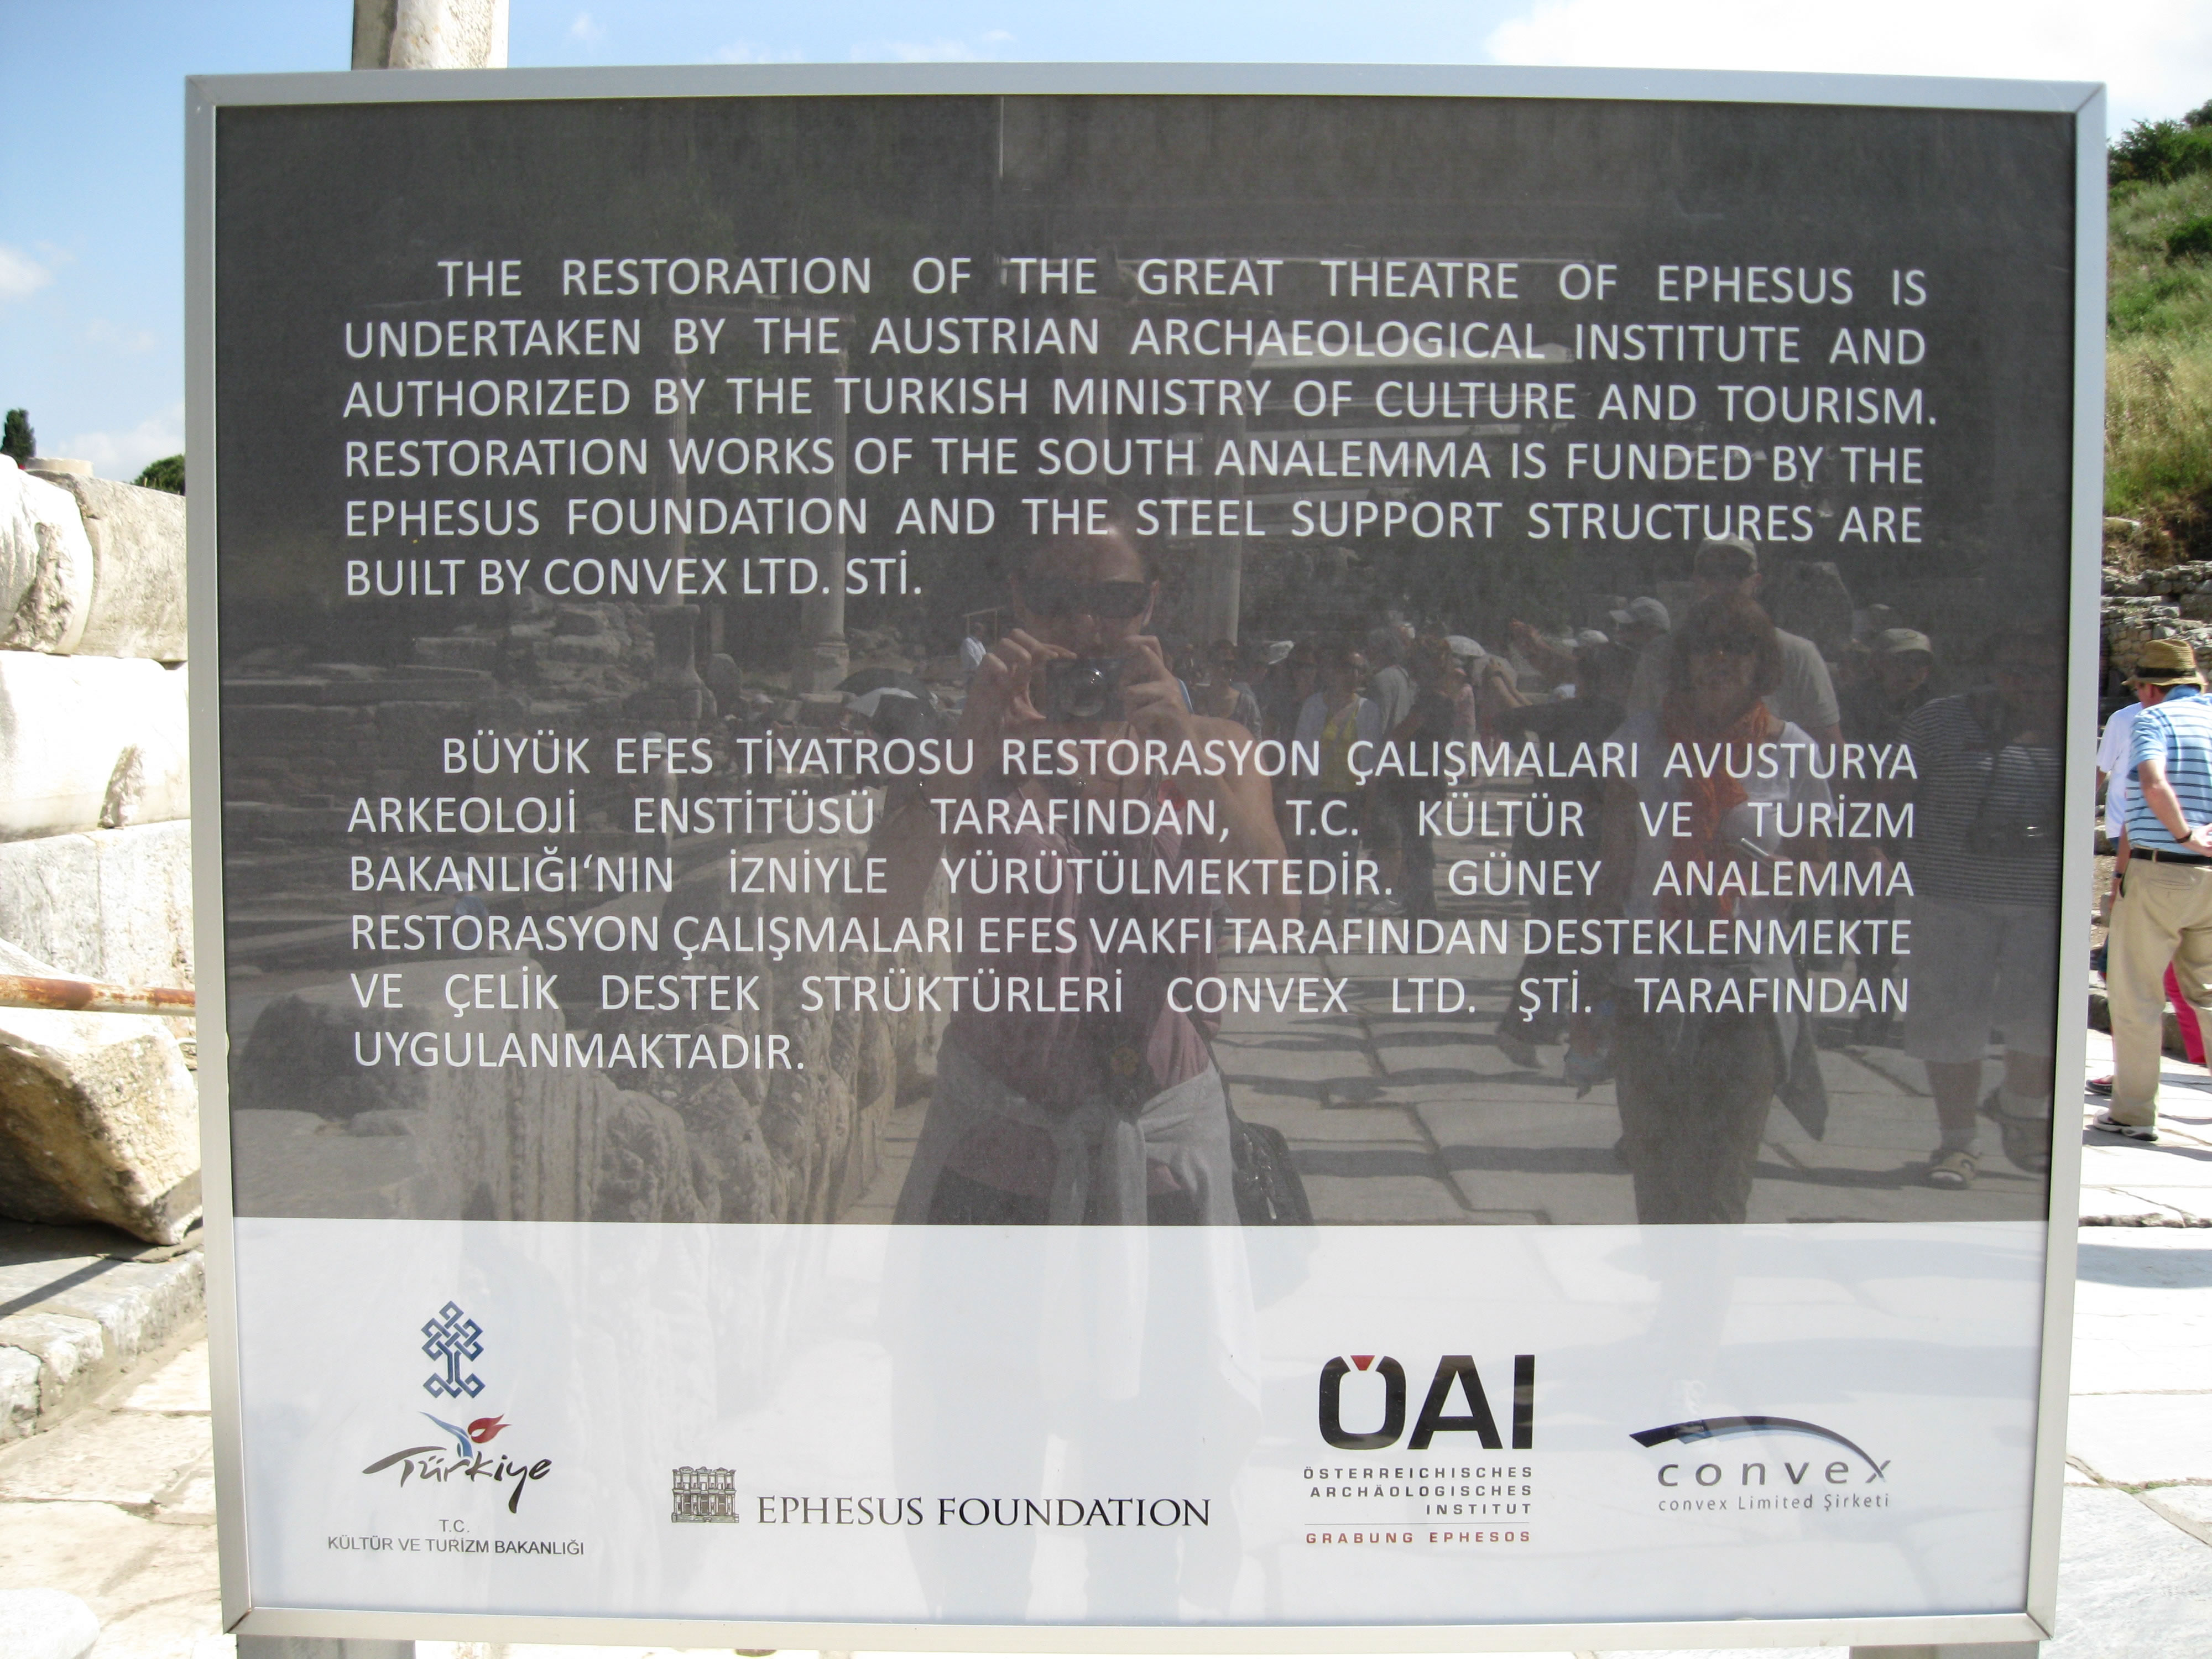 THE RESTORATION OF THE GREAT THEATRE OF EPHESUS IS
UNDERTAKEN BY THE AUSTRIAN ARCHAEOLOGICAL INSTITUTE AND
AUTHORIZED BY THE TURKISH MINISTRY OF CULTURE AND TOURISM.
RESTORATION WORKS OF THE SOUTH ANALEMMA IS FUNDED BY THE
EPHESUS FOUNDATION AND THE STEEL SUPPORT STRUCTURES ARE
BUILT BY CONVEX LTD. STİ.
BÜYÜK EFES TİYATROSU RESTORASYON ÇALIŞMALARI AVUSTURYA
ARKEOLOJİ ENSTİTÜSÜ TARAFINDAN, T.C. KÜLTÜR VE TURİZM
BAKANLIĞI‘NIN İZNİYLE YÜRÜTÜLMEKTEDİR. GÜNEY ANALEMMA
RESTORASYON ÇALIŞMALARI EFES VAKFI TARAFINDAN DESTEKLENMEKTE
VE ÇELİK DESTEK STRÜKTÜRLERİ CONVEX LTD. ŞTİ. TARAFINDAN
UYGULANMAKTADIR.
Türkiye
T.C.
KÜLTÜR VE TURİZM BAKANLIĞI
EPHESUS FOUNDATION
ÖAI
ÖSTERREICHISCHES
ARCHÄOLOGISCHES
INSTITUT
GRABUNG EPHESOS
convex
convex Limited Şirketi